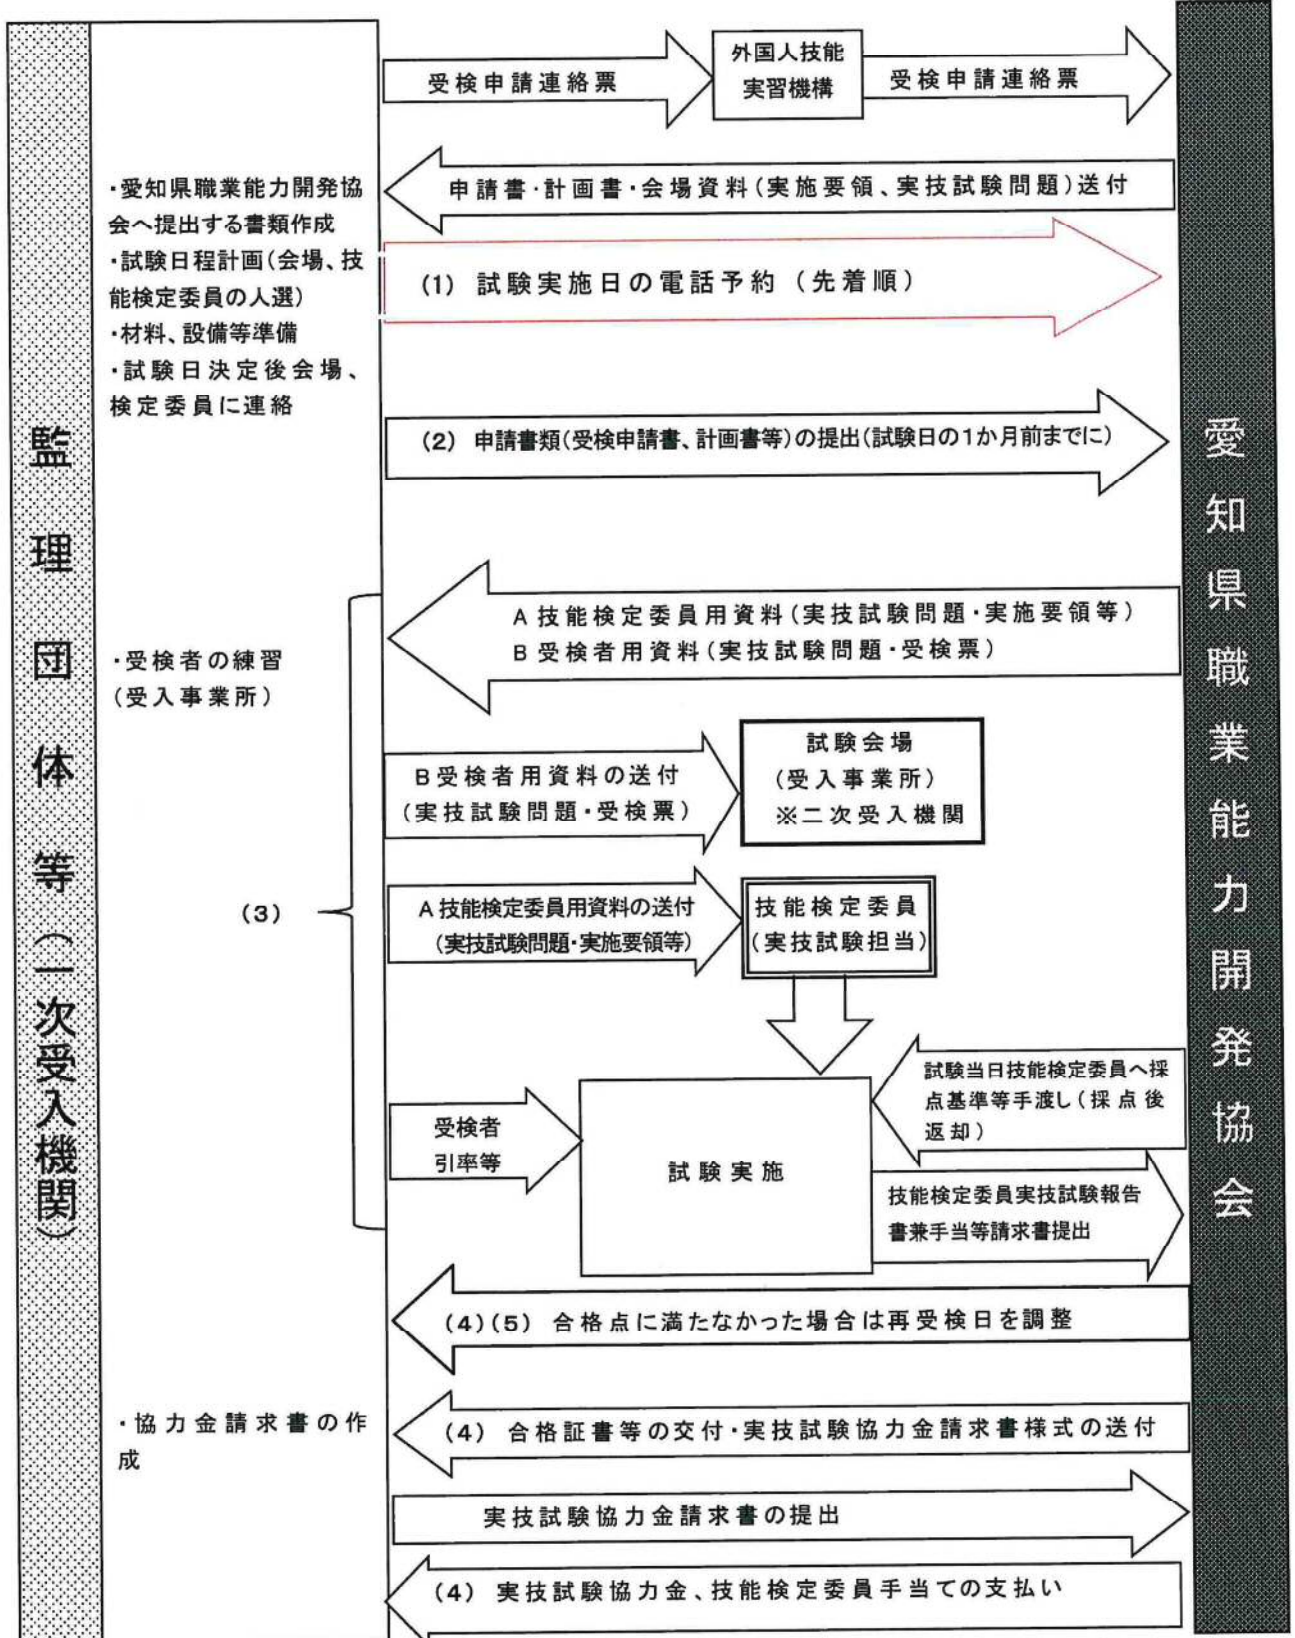 監理団体等(一次受入機関)
受検申請連絡票
外国人技能
実習機構
受検申請連絡票
・愛知県職業能力開発協
会へ提出する書類作成
・試験日程計画(会場、技
能検定委員の人選)
・材料、設備等準備
・試験日決定後会場、
検定委員に連絡
申請書・計画書・会場資料(実施要領、実技試験問題)送付
(1) 試験実施日の電話予約(先着順)
(2) 申請書類(受検申請書、計画書等)の提出(試験日の1か月前までに)
A 技能検定委員用資料(実技試験問題・実施要領等)
B 受検者用資料(実技試験問題・受検票)
・受検者の練習
(受入事業所)
B受検者用資料の送付
(実技試験問題・受検票)
試験会場
(受入事業所)
※二次受入機関
(3)
A 技能検定委員用資料の送付
(実技試験問題・実施要領等)
技能検定委員
(実技試験担当)
受検者
引率等
試験実施
試験当日技能検定委員へ採
点基準等手渡し(採点後
返却)
技能検定委員実技試験報告
書兼手当等請求書提出
(4)(5) 合格点に満たなかった場合は再受検日を調整
・協力金請求書の作
成
(4) 合格証書等の交付・実技試験協力金請求書様式の送付
実技試験協力金請求書の提出
(4) 実技試験協力金、技能検定委員手当ての支払い
愛知県職業能力開発協会